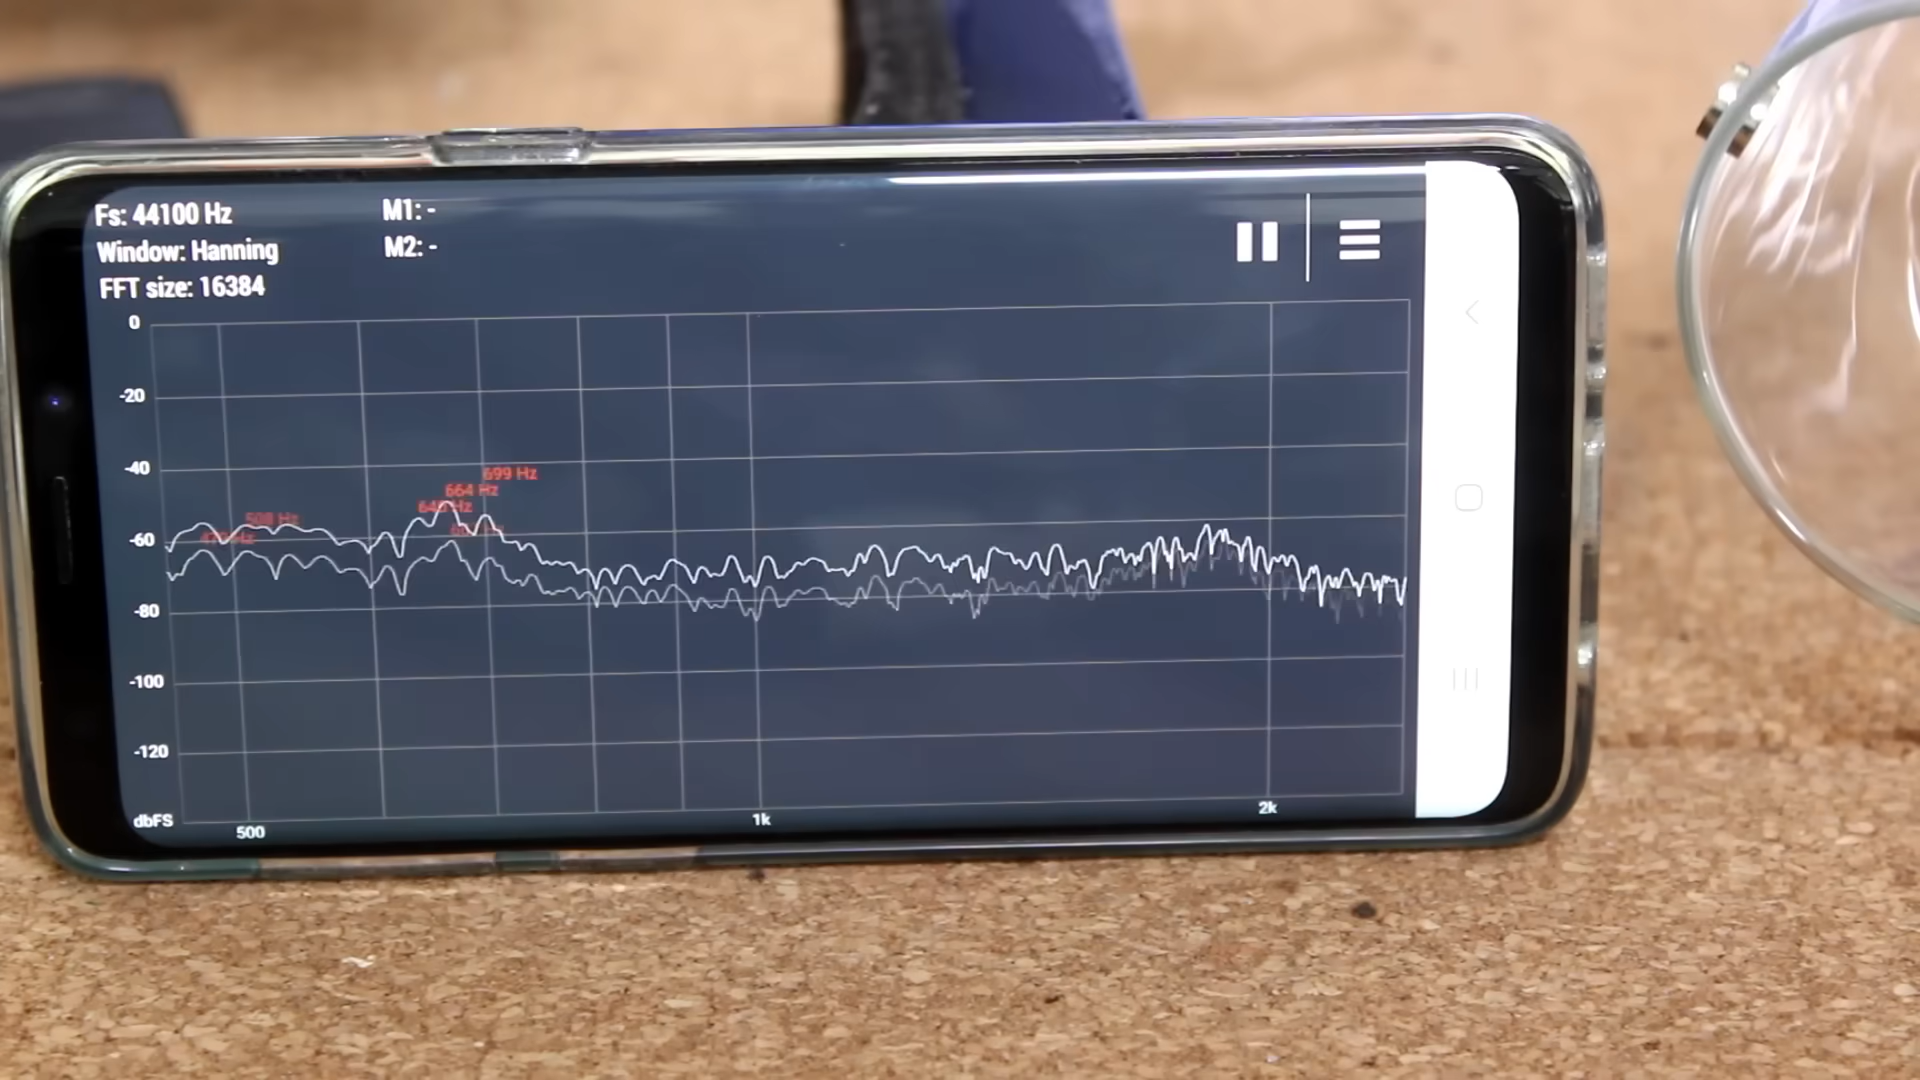 Fs: 44100 Hz
Window: Hanning
FFT size: 16384
M1: -
M2: -
0
-20
-40
-60
-80
-100
-120
dbFS
699 Hz
664 Hz
508 Hz
500
1k
2k